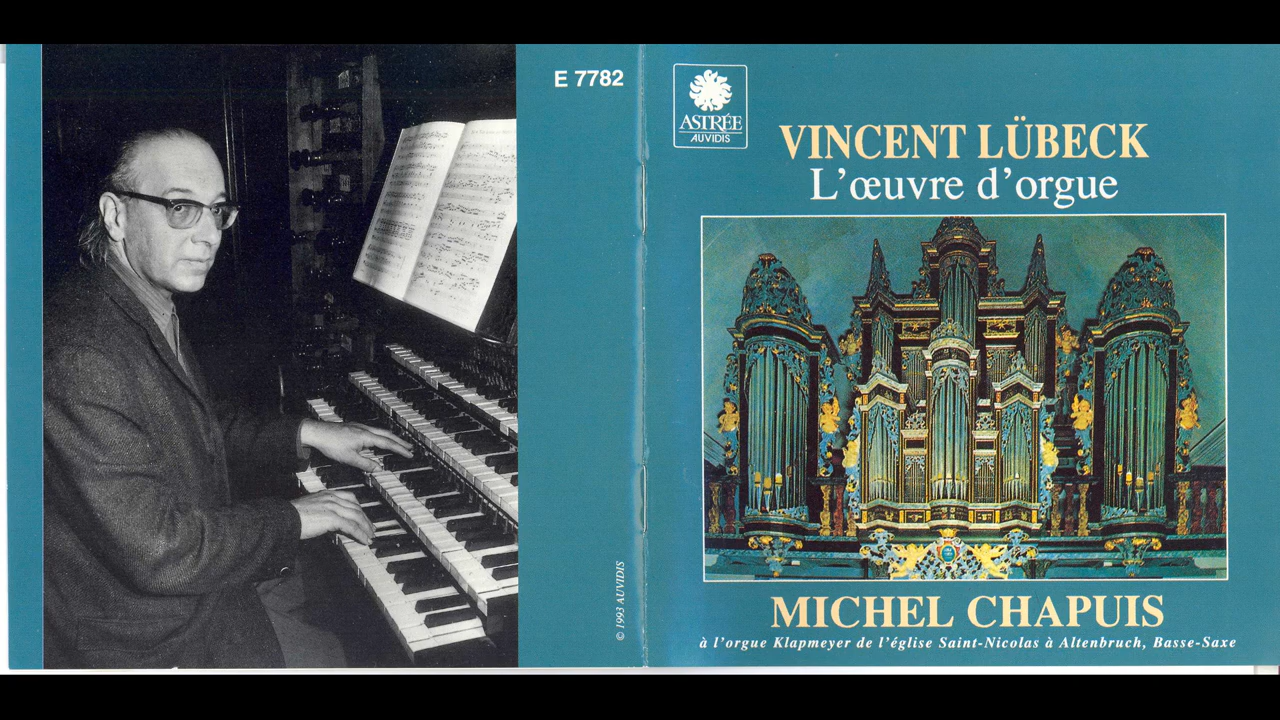 E 7782
© 1993 AUVIDIS
ASTRÉE
AUVIDIS
VINCENT LÜBECK
L’œuvre d’orgue
MICHEL CHAPUIS
à l’orgue Klapmeyer de l’église Saint-Nicolas à Altenbruch, Basse-Saxe